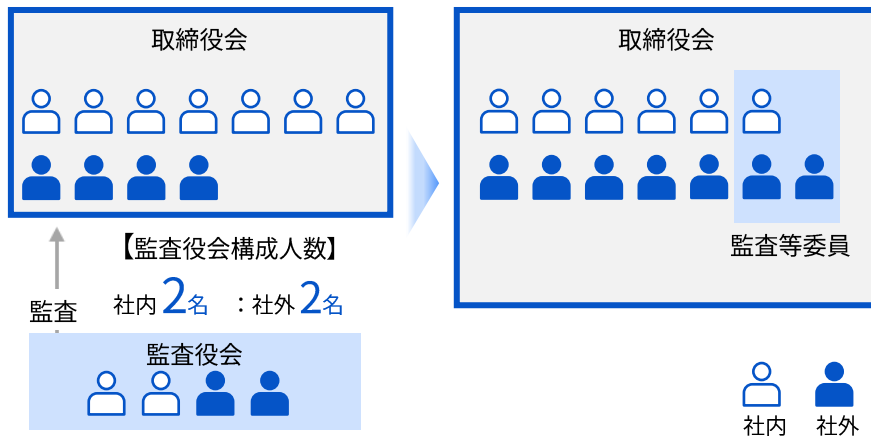 取締役会
【監査役会構成人数】
社内2名 :社外2名
監査
監査役会
取締役会
監査等委員
社内 社外